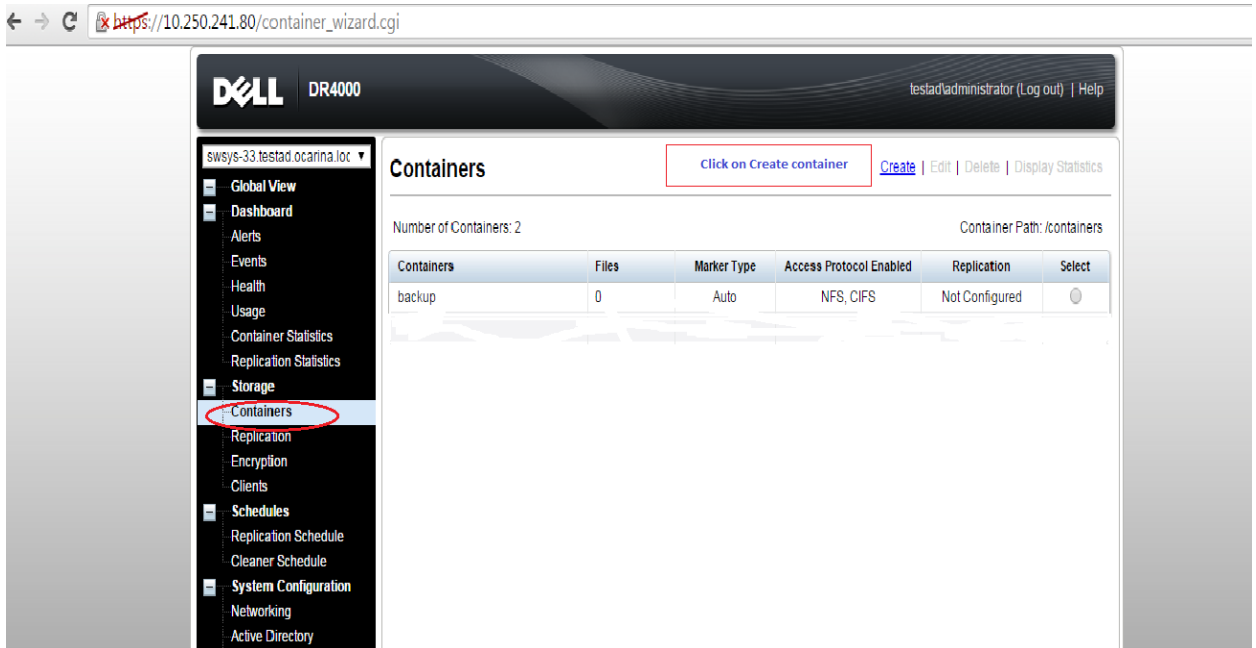 https://10.250.241.80/container_wizard.cgi
DELL DR4000
testad\administrator (Log out) | Help
swsys-33.testad.ocarina.loc
Global View
Dashboard
Alerts
Events
Health
Usage
Container Statistics
Replication Statistics
Storage
Containers
Replication
Encryption
Clients
Schedules
Replication Schedule
Cleaner Schedule
System Configuration
Networking
Active Directory
Containers
Click on Create container
Create | Edit | Delete | Display Statistics
Number of Containers: 2
Container Path: /containers
Containers Files Marker Type Access Protocol Enabled Replication Select
backup 0 Auto NFS, CIFS Not Configured